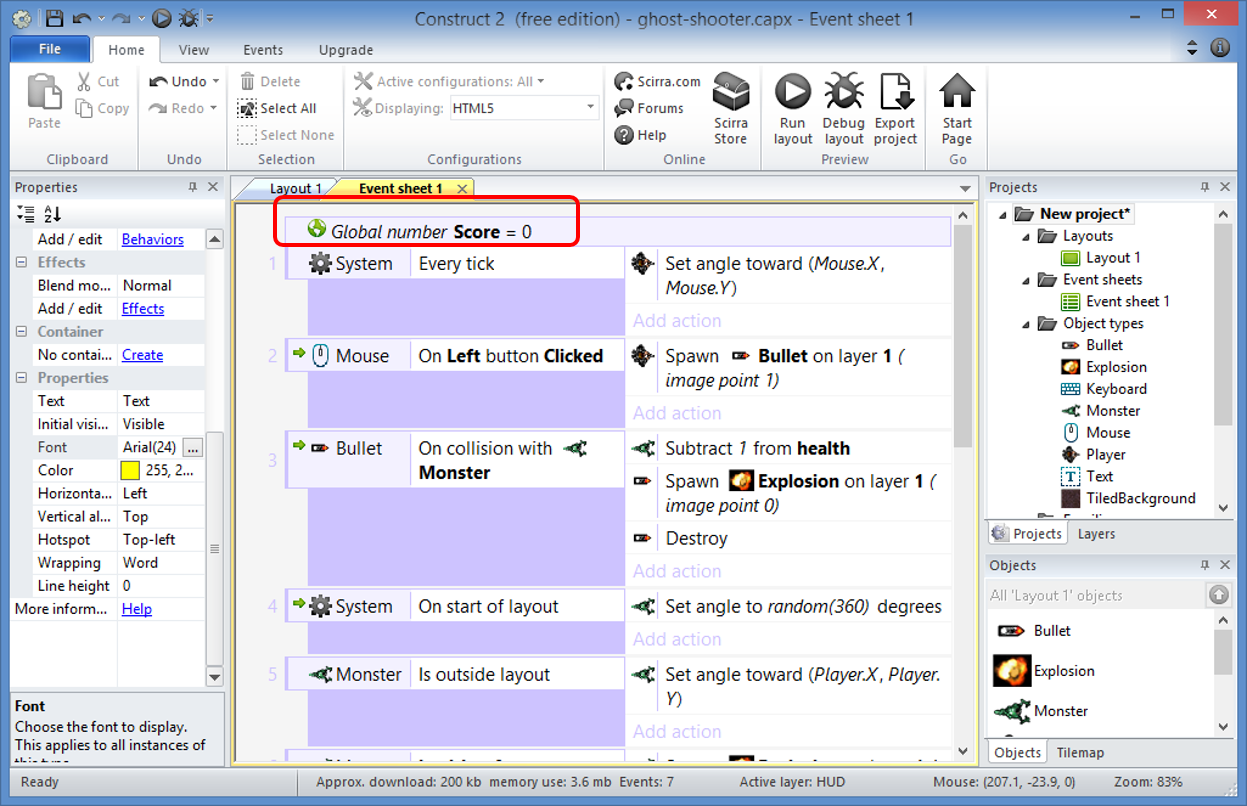 Construct 2 (free edition) - ghost-shooter.capx - Event sheet 1
File Home View Events Upgrade
Paste
Cut
Copy
Clipboard
Undo
Redo
Undo
Delete
Select All
Select None
Selection
Active configurations: All
Displaying: HTML5
Configurations
Scirra.com
Forums
Help
Scirra
Store
Online
Run
layout
Debug
layout
Export
project
Preview
Start
Page
Go
Properties
Add / edit Behaviors
Effects
Blend mo... Normal
Add / edit Effects
Container
No contai... Create
Properties
Text Text
Initial visi... Visible
Font Arial(24) ...
Color 255, 2...
Horizonta... Left
Vertical al... Top
Hotspot Top-left
Wrapping Word
Line height 0
More inform... Help
Font
Choose the font to display.
This applies to all instances of
Layout 1 Event sheet 1
Global number Score = 0
1 System Every tick
Set angle toward (Mouse.X,
Mouse.Y)
Add action
2 Mouse On Left button Clicked
Spawn Bullet on layer 1 (
image point 1)
Add action
3 Bullet On collision with
Monster
Subtract 1 from health
Spawn Explosion on layer 1 (
image point 0)
Destroy
Add action
4 System On start of layout
Set angle to random(360) degrees
Add action
5 Monster Is outside layout
Set angle toward (Player.X, Player.
Y)
Add action
Projects
New project*
Layouts
Layout 1
Event sheets
Event sheet 1
Object types
Bullet
Explosion
Keyboard
Monster
Mouse
Player
Text
TiledBackground
Projects Layers
Objects
All 'Layout 1' objects
Bullet
Explosion
Monster
Objects Tilemap
Ready
Approx. download: 200 kb memory use: 3.6 mb Events: 7
Active layer: HUD
Mouse: (207.1, -23.9, 0)
Zoom: 83%